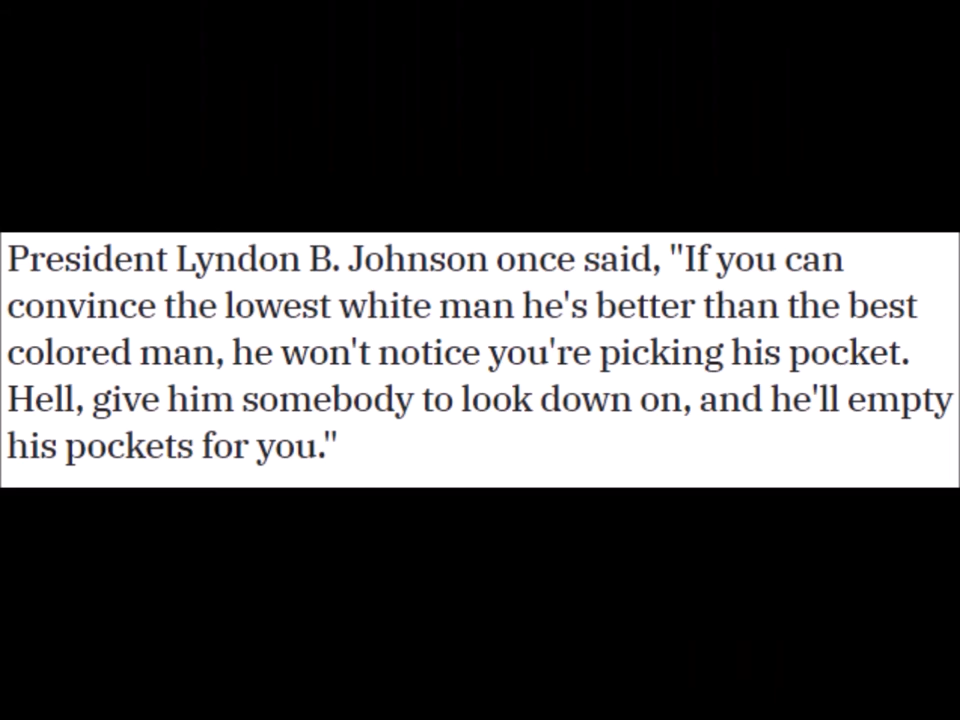 President Lyndon B. Johnson once said, "If you can
convince the lowest white man he's better than the best
colored man, he won't notice you're picking his pocket.
Hell, give him somebody to look down on, and he'll empty
his pockets for you."